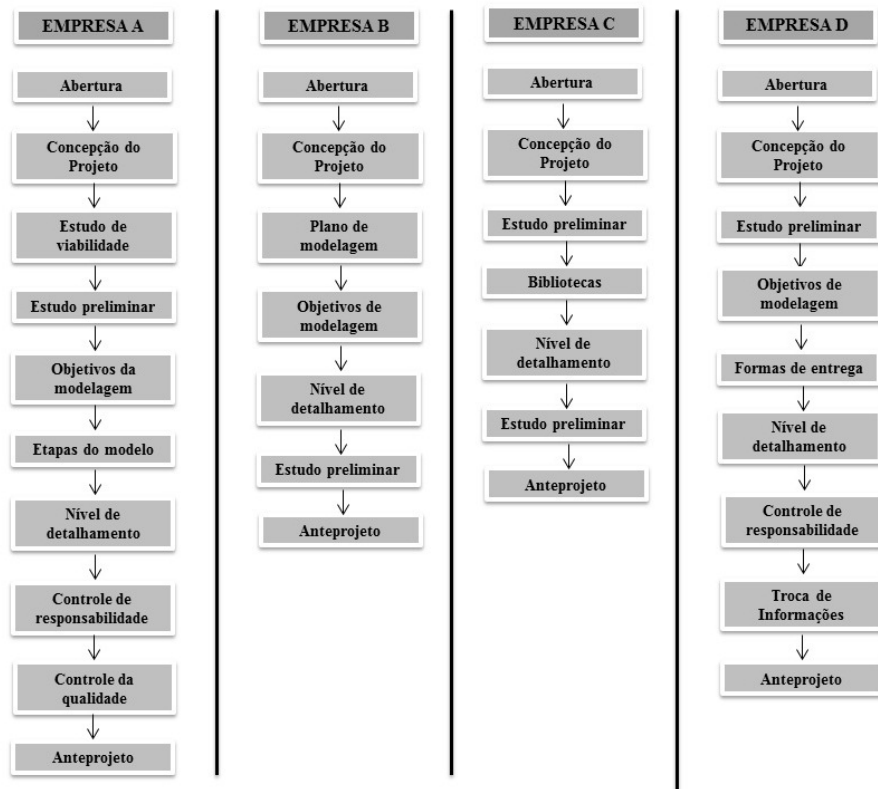 EMPRESA A
Abertura
Concepção do
Projeto
Estudo de
viabilidade
Estudo preliminar
Objetivos da
modelagem
Etapas do modelo
Nível de
detalhamento
Controle de
responsabilidade
Controle da
qualidade
Anteprojeto
EMPRESA B
Abertura
Concepção do
Projeto
Plano de
modelagem
Objetivos de
modelagem
Nível de
detalhamento
Estudo preliminar
Anteprojeto
EMPRESA C
Abertura
Concepção do
Projeto
Estudo preliminar
Bibliotecas
Nível de
detalhamento
Estudo preliminar
Anteprojeto
EMPRESA D
Abertura
Concepção do
Projeto
Estudo preliminar
Objetivos de
modelagem
Formas de entrega
Nível de
detalhamento
Controle de
responsabilidade
Troca de
Informações
Anteprojeto